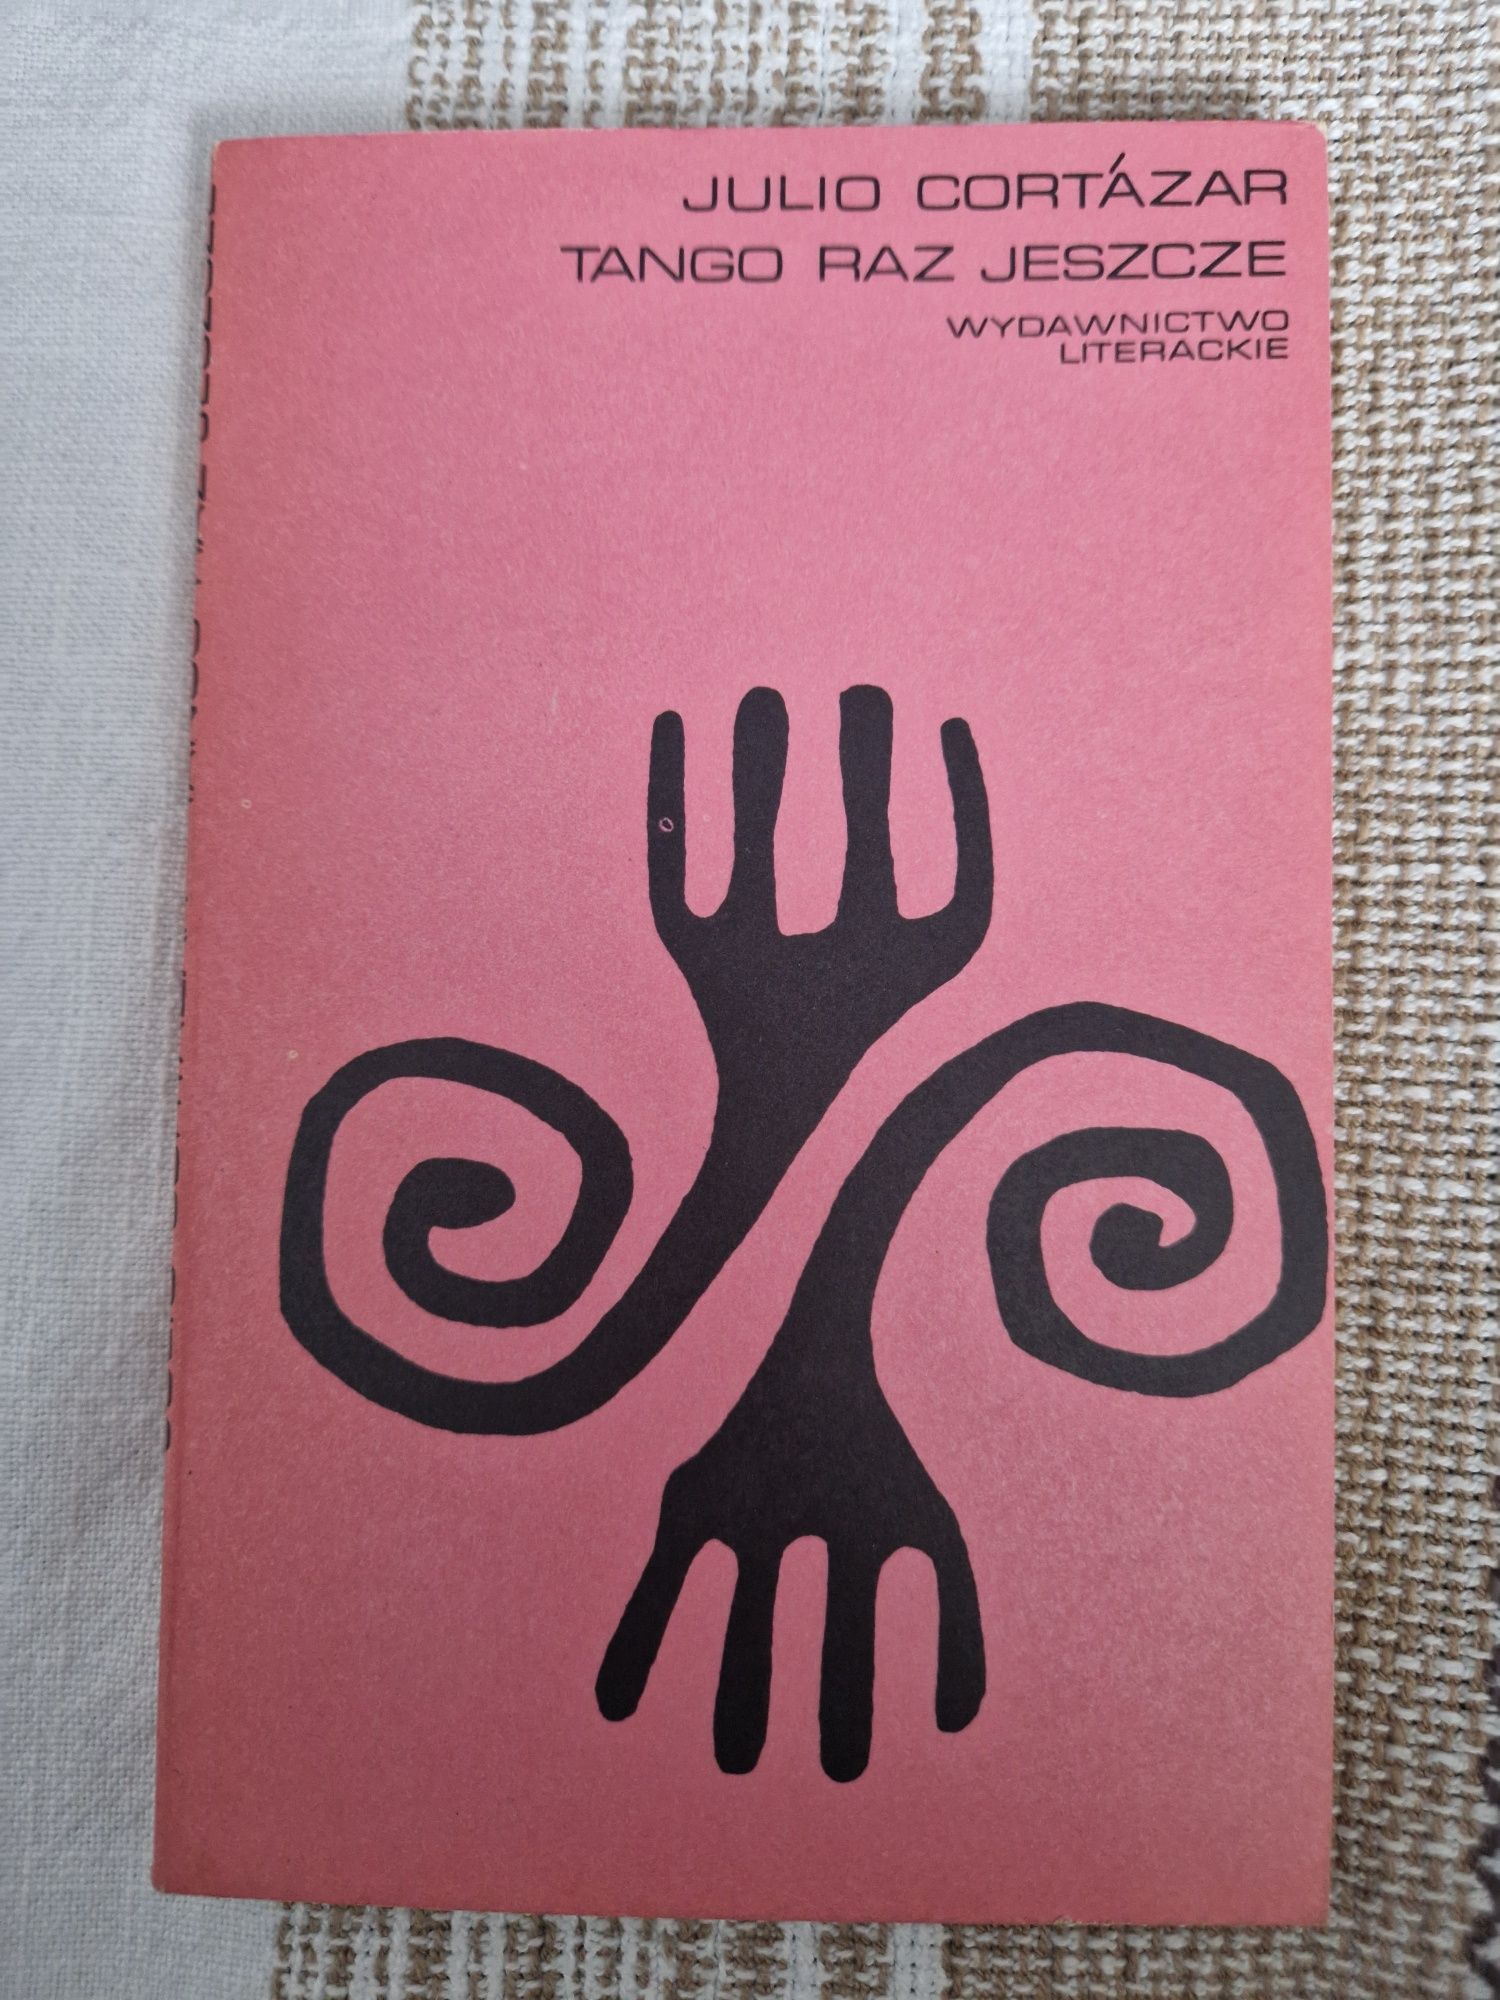 JULIO CORTÁZAR
TANGO RAZ JESZCZE
WYDAWNICTWO
LITERACKIE